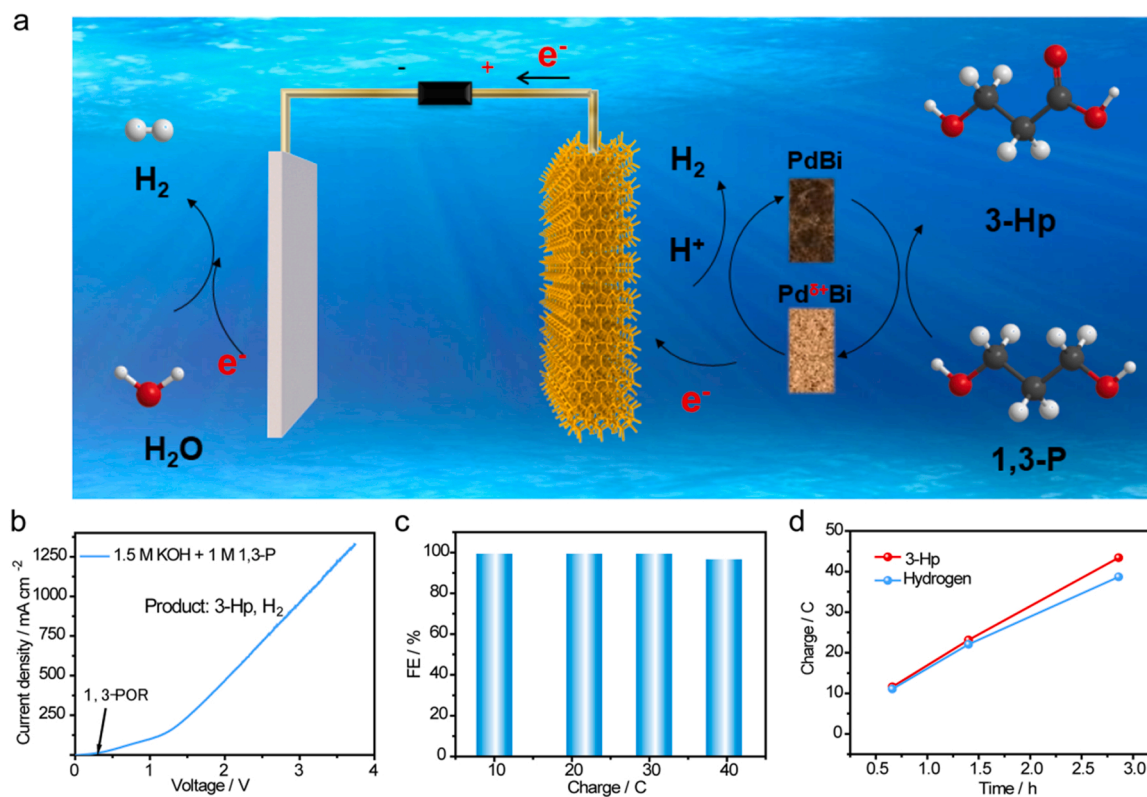 a
- + e⁻
H₂
H₂O
e⁻
H₂
H⁺
e⁻
PdBi
Pd^δ+Bi
3-Hp
1,3-P
b
Current density / mA cm⁻²
1250
1000
750
500
250
0 1 2 3 4
Voltage / V
1.5 M KOH + 1 M 1,3-P
Product: 3-Hp, H₂
1, 3-POR
c
FE / %
100
80
60
40
20
0
10 20 30 40
Charge / C
d
Charge / C
50
40
30
20
10
0
0.5 1.0 1.5 2.0 2.5 3.0
Time / h
3-Hp
Hydrogen